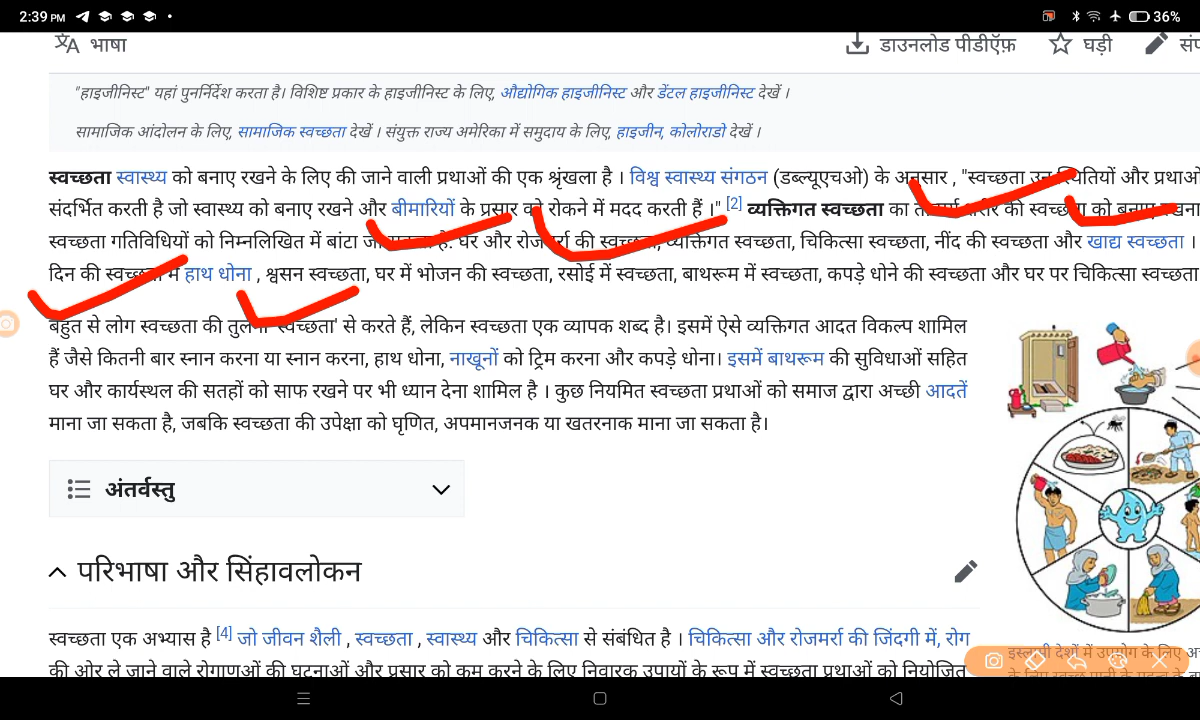 2:39 PM
36%
भाषा
डाउनलोड पीडीऍफ़ घड़ी
"हाइजीनिस्ट" यहां पुनर्निर्देश करता है। विशिष्ट प्रकार के हाइजीनिस्ट के लिए, औद्योगिक हाइजीनिस्ट और डेंटल हाइजीनिस्ट देखें ।
सामाजिक आंदोलन के लिए, सामाजिक स्वच्छता देखें । संयुक्त राज्य अमेरिका में समुदाय के लिए, हाइजीन, कोलोराडो देखें ।
स्वच्छता स्वास्थ्य को बनाए रखने के लिए की जाने वाली प्रथाओं की एक श्रृंखला है । विश्व स्वास्थ्य संगठन (डब्ल्यूएचओ) के अनुसार , "स्वच्छता उन स्थितियों और प्रथाओं
संदर्भित करती है जो स्वास्थ्य को बनाए रखने और बीमारियों के प्रसार को रोकने में मदद करती हैं ।" [2] व्यक्तिगत स्वच्छता का शरीर की स्वच्छता को बनाए
स्वच्छता गतिविधियों को निम्नलिखित में बांटा घर और रोजमर्रा की स्वच्छता, व्यक्तिगत स्वच्छता, चिकित्सा स्वच्छता, नींद की स्वच्छता और खाद्य स्वच्छता ।
दिन की स्वच्छता में हाथ धोना , श्वसन स्वच्छता, घर में भोजन की स्वच्छता, रसोई में स्वच्छता, बाथरूम में स्वच्छता, कपड़े धोने की स्वच्छता और घर पर चिकित्सा स्वच्छता
बहुत से लोग स्वच्छता की तुलना 'स्वच्छता' से करते हैं, लेकिन स्वच्छता एक व्यापक शब्द है। इसमें ऐसे व्यक्तिगत आदत विकल्प शामिल
हैं जैसे कितनी बार स्नान करना या स्नान करना, हाथ धोना, नाखूनों को ट्रिम करना और कपड़े धोना। इसमें बाथरूम की सुविधाओं सहित
घर और कार्यस्थल की सतहों को साफ रखने पर भी ध्यान देना शामिल है । कुछ नियमित स्वच्छता प्रथाओं को समाज द्वारा अच्छी आदतें
माना जा सकता है, जबकि स्वच्छता की उपेक्षा को घृणित, अपमानजनक या खतरनाक माना जा सकता है।
अंतर्वस्तु
परिभाषा और सिंहावलोकन
स्वच्छता एक अभ्यास है [4] जो जीवन शैली , स्वच्छता , स्वास्थ्य और चिकित्सा से संबंधित है । चिकित्सा और रोजमर्रा की जिंदगी में, रोग
की ओर ले जाने वाले रोगाणुओं की घटनाओं और प्रसार को कम करने के लिए निवारक उपायों के रूप में स्वच्छता प्रथाओं को नियोजित